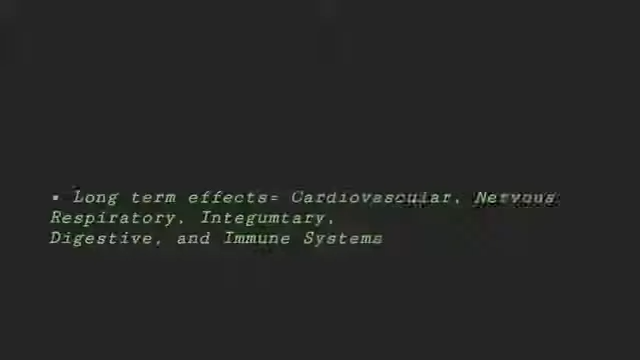 ▪ Long term effects= Cardiovascular, Nervous
Respiratory, Integumtary,
Digestive, and Immune Systems